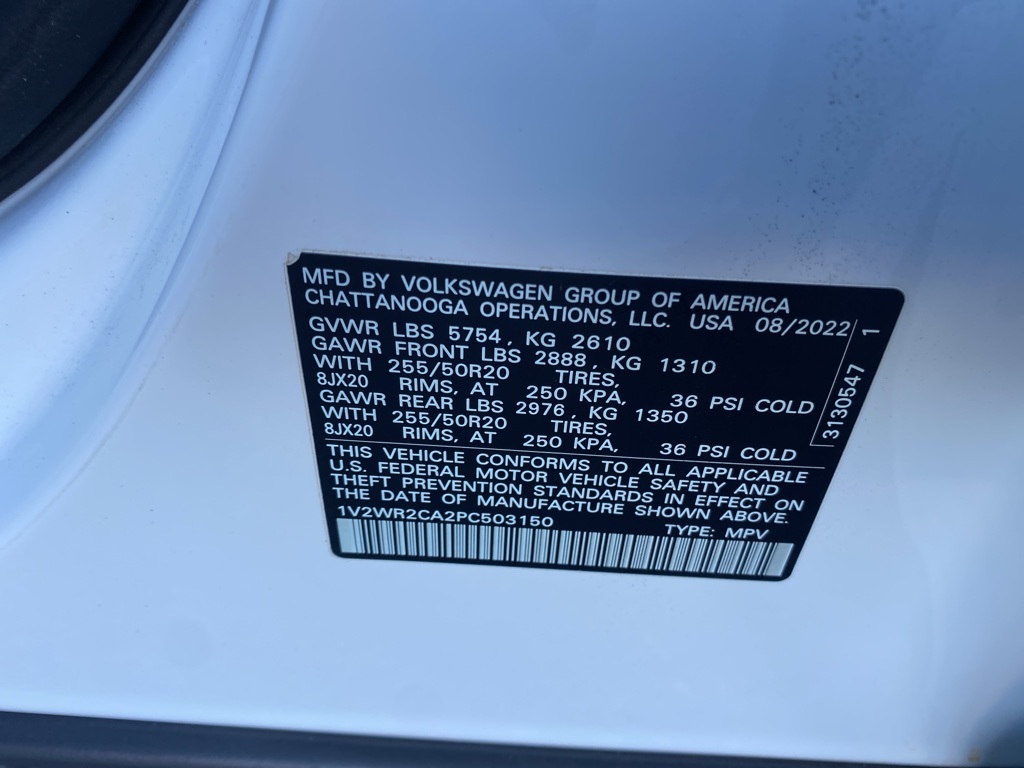 MFD BY VOLKSWAGEN GROUP OF AMERICA
CHATTANOOGA OPERATIONS, LLC. USA 08/2022
GVWR LBS 5754, KG 2610
GAWR FRONT LBS 2888, KG 1310
WITH 255/50R20 TIRES,
8JX20 RIMS, AT 250 KPA, 36 PSI COLD
GAWR REAR LBS 2976, KG 1350
WITH 255/50R20 TIRES,
8JX20 RIMS, AT 250 KPA, 36 PSI COLD
3130547 1
THIS VEHICLE CONFORMS TO ALL APPLICABLE
U.S. FEDERAL MOTOR VEHICLE SAFETY AND
THEFT PREVENTION STANDARDS IN EFFECT ON
THE DATE OF MANUFACTURE SHOWN ABOVE.
1V2WR2CA2PC503150 TYPE: MPV